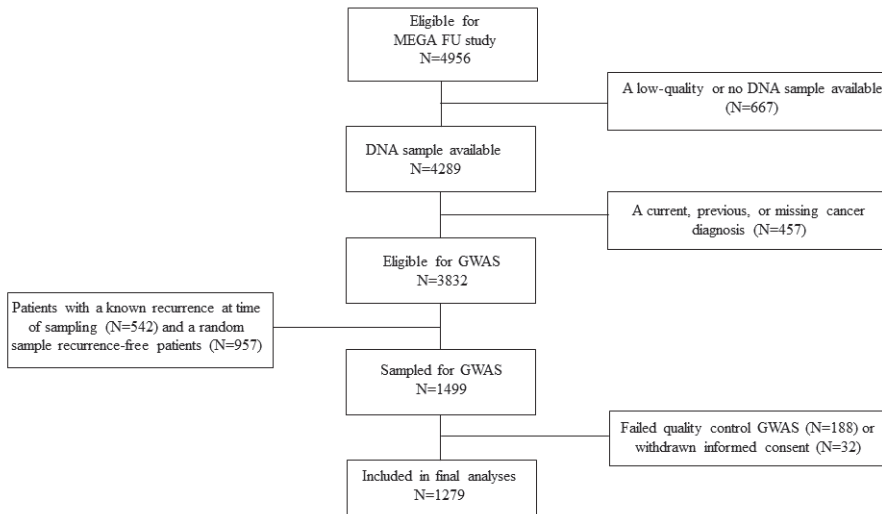 Eligible for
MEGA FU study
N=4956
A low-quality or no DNA sample available
(N=667)
DNA sample available
N=4289
A current, previous, or missing cancer
diagnosis (N=457)
Eligible for GWAS
N=3832
Patients with a known recurrence at time
of sampling (N=542) and a random
sample recurrence-free patients (N=957)
Sampled for GWAS
N=1499
Failed quality control GWAS (N=188) or
withdrawn informed consent (N=32)
Included in final analyses
N=1279